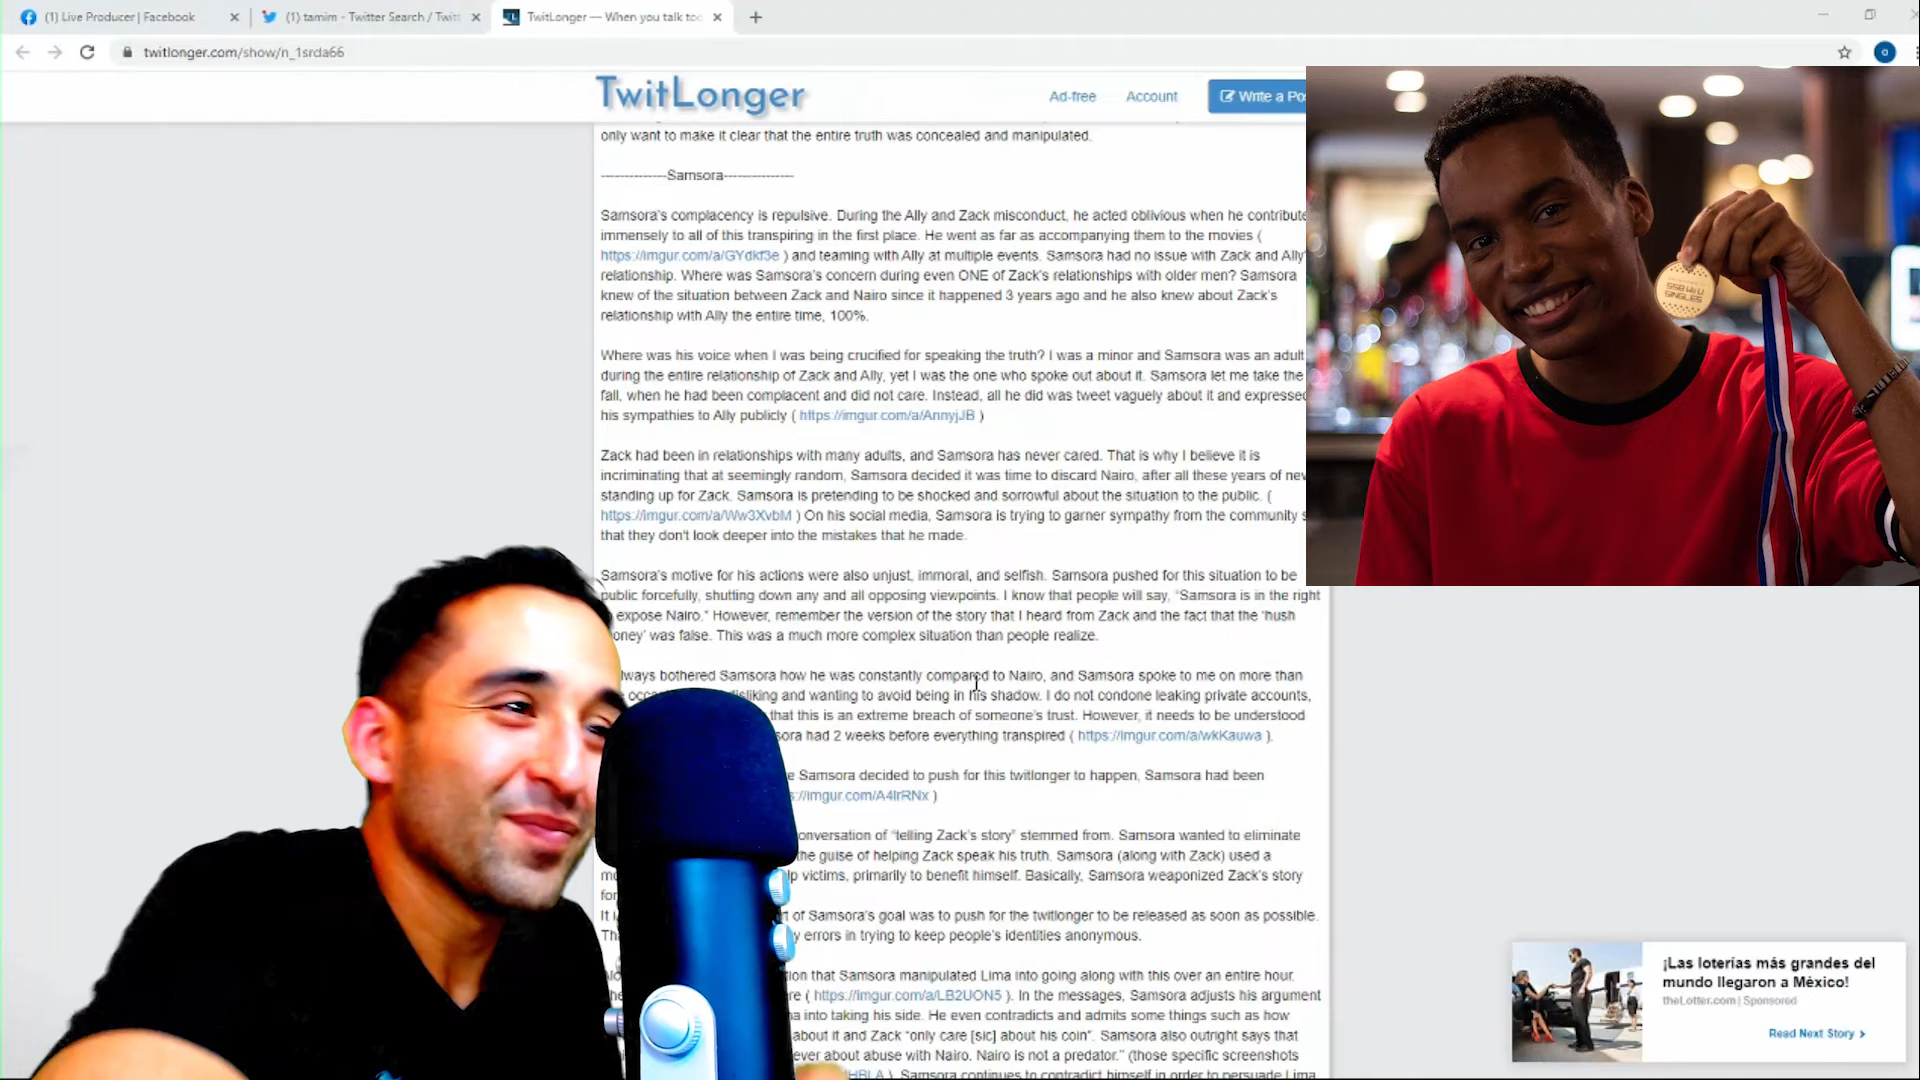 (1) Live Producer | Facebook
(1) tamim - Twitter Search / Twitt
TwitLonger — When you talk too
twitlonger.com/show/n_1srda66
TwitLonger
Ad-free
Account
Write a Pos
only want to make it clear that the entire truth was concealed and manipulated.
--------------Samsora----------------
Samsora's complacency is repulsive. During the Ally and Zack misconduct, he acted oblivious when he contribute
immensely to all of this transpiring in the first place. He went as far as accompanying them to the movies (
https://imgur.com/a/GYdkf3e ) and teaming with Ally at multiple events. Samsora had no issue with Zack and Ally'
relationship. Where was Samsora's concern during even ONE of Zack's relationships with older men? Samsora
knew of the situation between Zack and Nairo since it happened 3 years ago and he also knew about Zack's
relationship with Ally the entire time, 100%.
Where was his voice when I was being crucified for speaking the truth? I was a minor and Samsora was an adult
during the entire relationship of Zack and Ally, yet I was the one who spoke out about it. Samsora let me take the
fall, when he had been complacent and did not care. Instead, all he did was tweet vaguely about it and expressed
his sympathies to Ally publicly ( https://imgur.com/a/AnnyjJB )
Zack had been in relationships with many adults, and Samsora has never cared. That is why I believe it is
incriminating that at seemingly random, Samsora decided it was time to discard Nairo, after all these years of nev
standing up for Zack. Samsora is pretending to be shocked and sorrowful about the situation to the public. (
https://imgur.com/a/Ww3XvbM ) On his social media, Samsora is trying to garner sympathy from the community s
that they don't look deeper into the mistakes that he made.
Samsora's motive for his actions were also unjust, immoral, and selfish. Samsora pushed for this situation to be
public forcefully, shutting down any and all opposing viewpoints. I know that people will say, "Samsora is in the right
expose Nairo." However, remember the version of the story that I heard from Zack and the fact that the 'hush
oney' was false. This was a much more complex situation than people realize.
lways bothered Samsora how he was constantly compared to Nairo, and Samsora spoke to me on more than
disliking and wanting to avoid being in his shadow. I do not condone leaking private accounts,
that this is an extreme breach of someone's trust. However, it needs to be understood
sora had 2 weeks before everything transpired ( https://imgur.com/a/wkKauwa ).
e Samsora decided to push for this twitlonger to happen, Samsora had been
s://imgur.com/A4IrRNx )
onversation of "telling Zack's story" stemmed from. Samsora wanted to eliminate
the guise of helping Zack speak his truth. Samsora (along with Zack) used a
lp victims, primarily to benefit himself. Basically, Samsora weaponized Zack's story
for
of Samsora's goal was to push for the twitlonger to be released as soon as possible.
y errors in trying to keep people's identities anonymous.
ion that Samsora manipulated Lima into going along with this over an entire hour.
re ( https://imgur.com/a/LB2UON5 ). In the messages, Samsora adjusts his argument
a into taking his side. He even contradicts and admits some things such as how
about it and Zack "only care [sic] about his coin". Samsora also outright says that
ever about abuse with Nairo. Nairo is not a predator." (those specific screenshots
HBLA ). Samsora continues to contradict himself in order to persuade Lima
SSB Wii U
SINGLES
¡Las loterías más grandes del
mundo llegaron a México!
theLotter.com | Sponsored
Read Next Story >